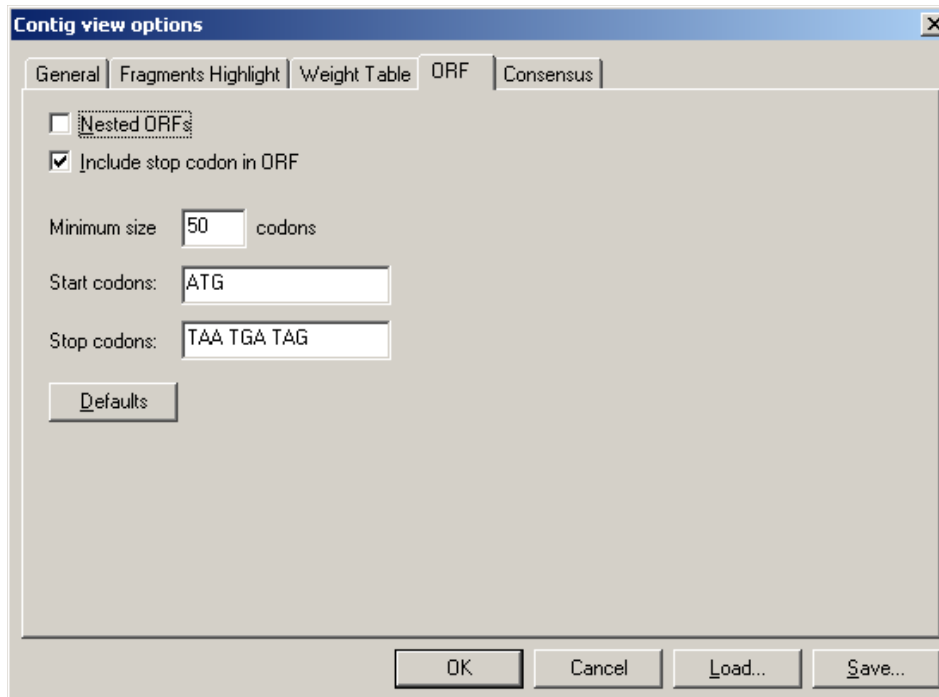 Contig view options
General Fragments Highlight Weight Table ORF Consensus
Nested ORFs
Include stop codon in ORF
Minimum size 50 codons
Start codons: ATG
Stop codons: TAA TGA TAG
Defaults
OK Cancel Load... Save...